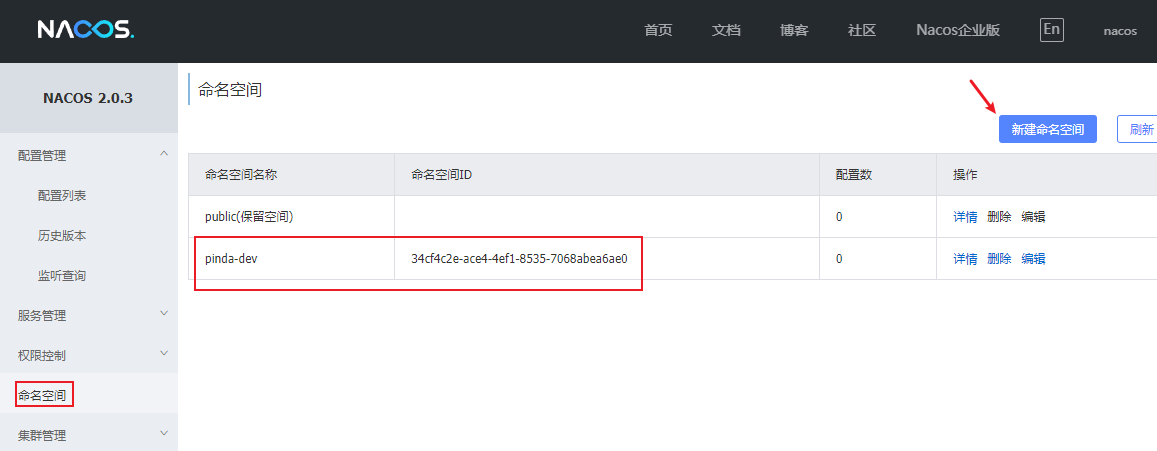 NACOS.
首页 文档 博客 社区 Nacos企业版 En nacos
NACOS 2.0.3
配置管理
配置列表
历史版本
监听查询
服务管理
权限控制
命名空间
集群管理
命名空间
新建命名空间 刷新
命名空间名称 命名空间ID 配置数 操作
public(保留空间) 0 详情 删除 编辑
pinda-dev 34cf4c2e-ace4-4ef1-8535-7068abea6ae0 0 详情 删除 编辑